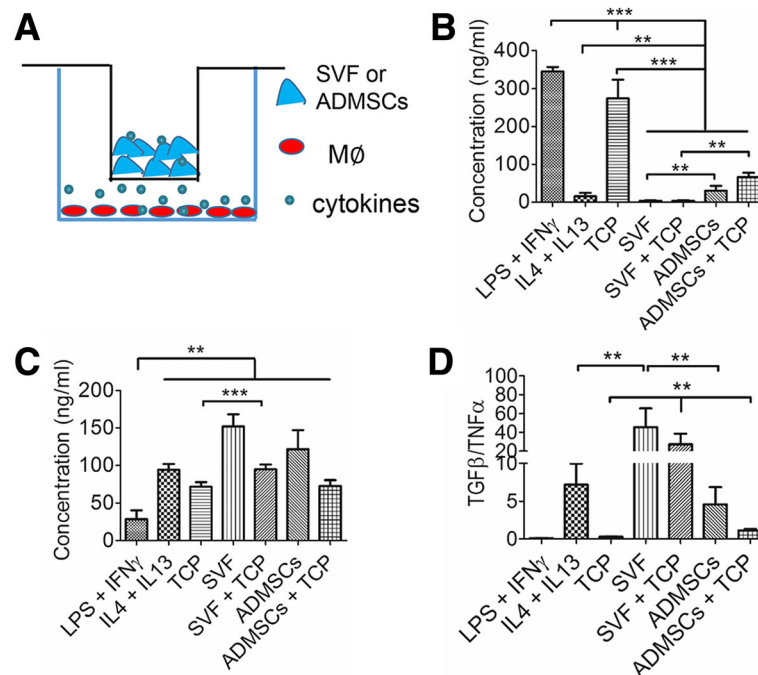 A
SVF or
ADMSCs
MØ
cytokines
B
Concentration (ng/ml)
400
300
200
100
0
***
**
***
**
**
LPS + IFNγ
IL4 + IL13
TCP
SVF
SVF + TCP
ADMSCs
ADMSCs + TCP
C
Concentration (ng/ml)
200
150
100
50
0
**
***
LPS + IFNγ
IL4 + IL13
TCP
SVF
SVF + TCP
ADMSCs
ADMSCs + TCP
D
TGFβ/TNFα
100
80
60
40
20
10
5
0
** **
**
LPS + IFNγ
IL4 + IL13
TCP
SVF
SVF + TCP
ADMSCs
ADMSCs + TCP